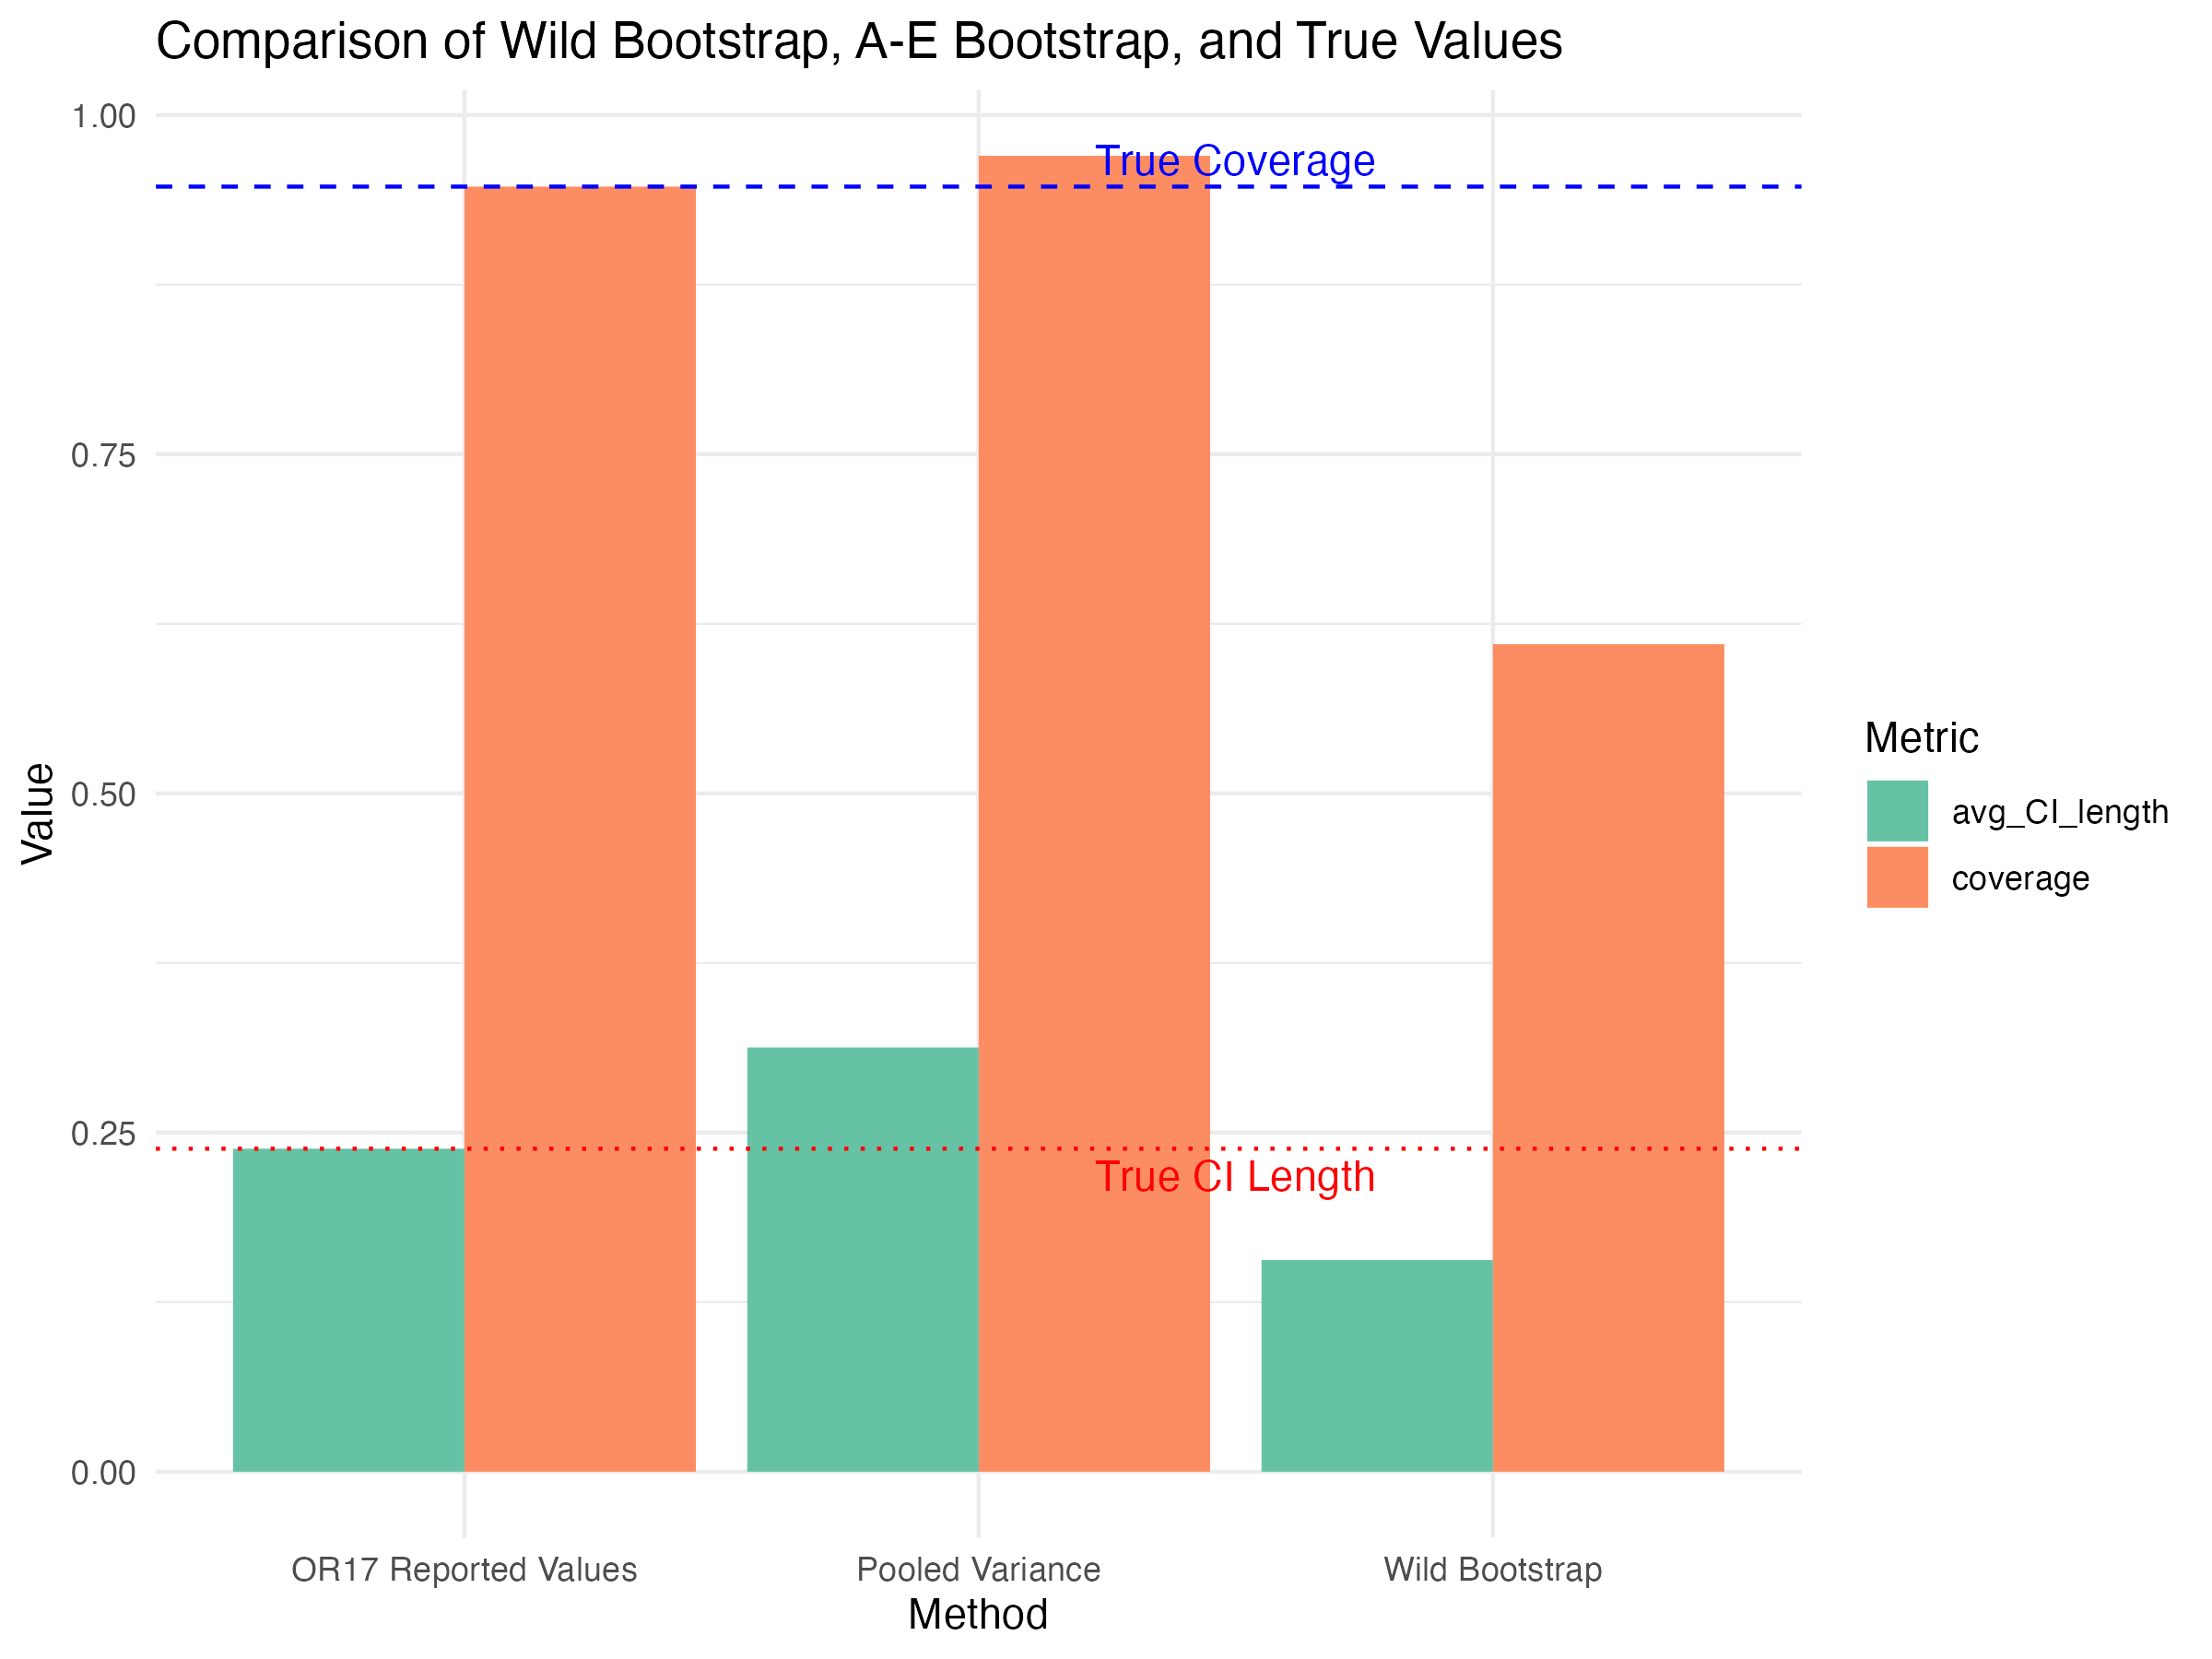 Comparison of Wild Bootstrap, A-E Bootstrap, and True Values
1.00
0.75
0.50
0.25
0.00
Value
True Coverage
True CI Length
OR17 Reported Values
Pooled Variance
Wild Bootstrap
Method
Metric
avg_CI_length
coverage